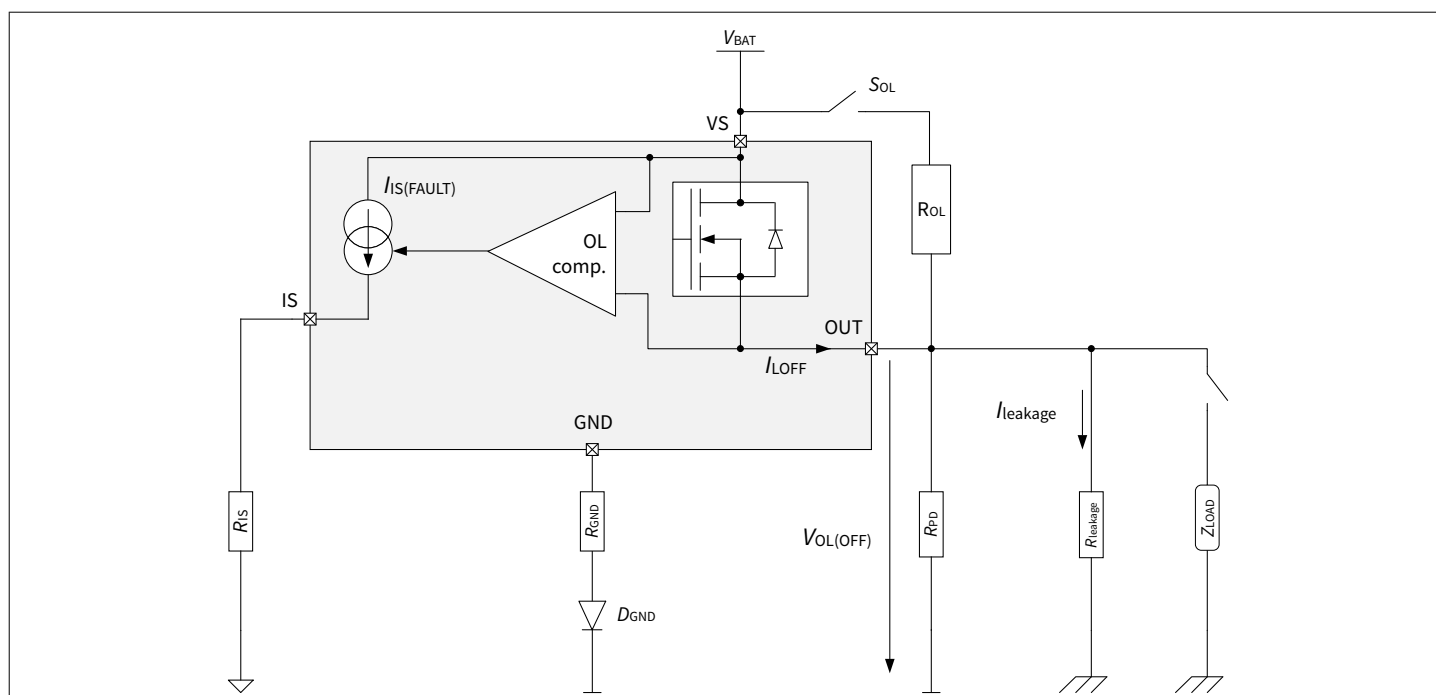 VBAT
SOL
VS
IIS(FAULT)
ROL
OL
comp.
IS
OUT
ILOFF
GND
Ileakage
RIS
RGND
VOL(OFF)
RPD
Rleakage
ZLOAD
DGND